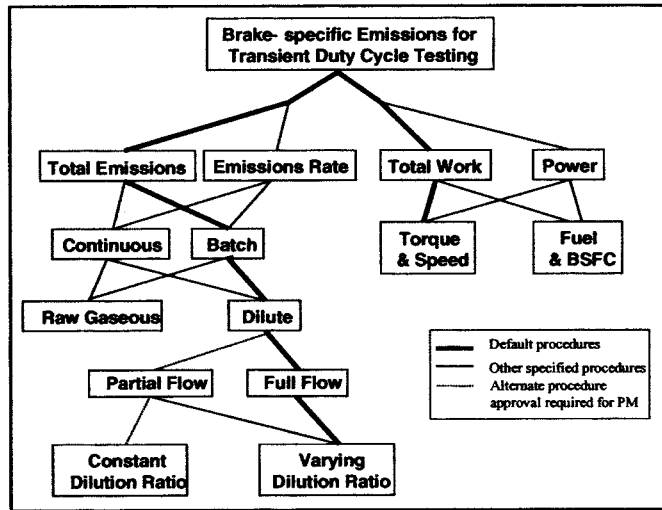 Brake- specific Emissions for
Transient Duty Cycle Testing
Total Emissions
Emissions Rate
Total Work
Power
Continuous
Batch
Torque
& Speed
Fuel
& BSFC
Raw Gaseous
Dilute
Partial Flow
Full Flow
Constant
Dilution Ratio
Varying
Dilution Ratio
Default procedures
Other specified procedures
Alternate procedure
approval required for PM